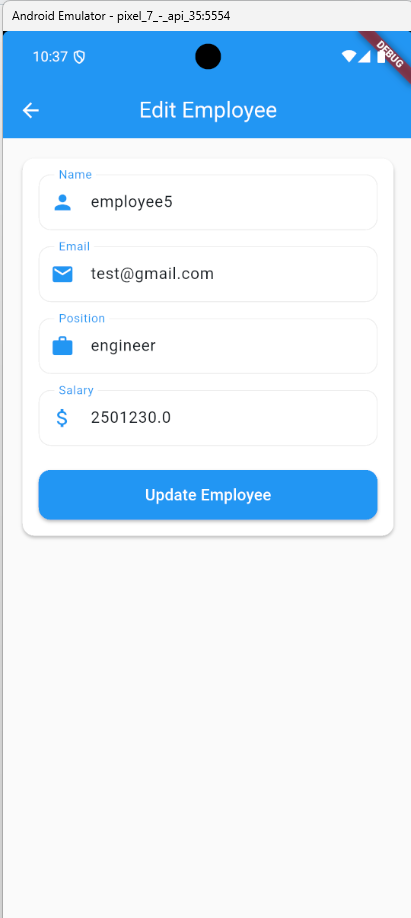 Android Emulator - pixel_7_-_api_35:5554
10:37
DEBUG
Edit Employee
Name
employee5
Email
test@gmail.com
Position
engineer
Salary
2501230.0
Update Employee